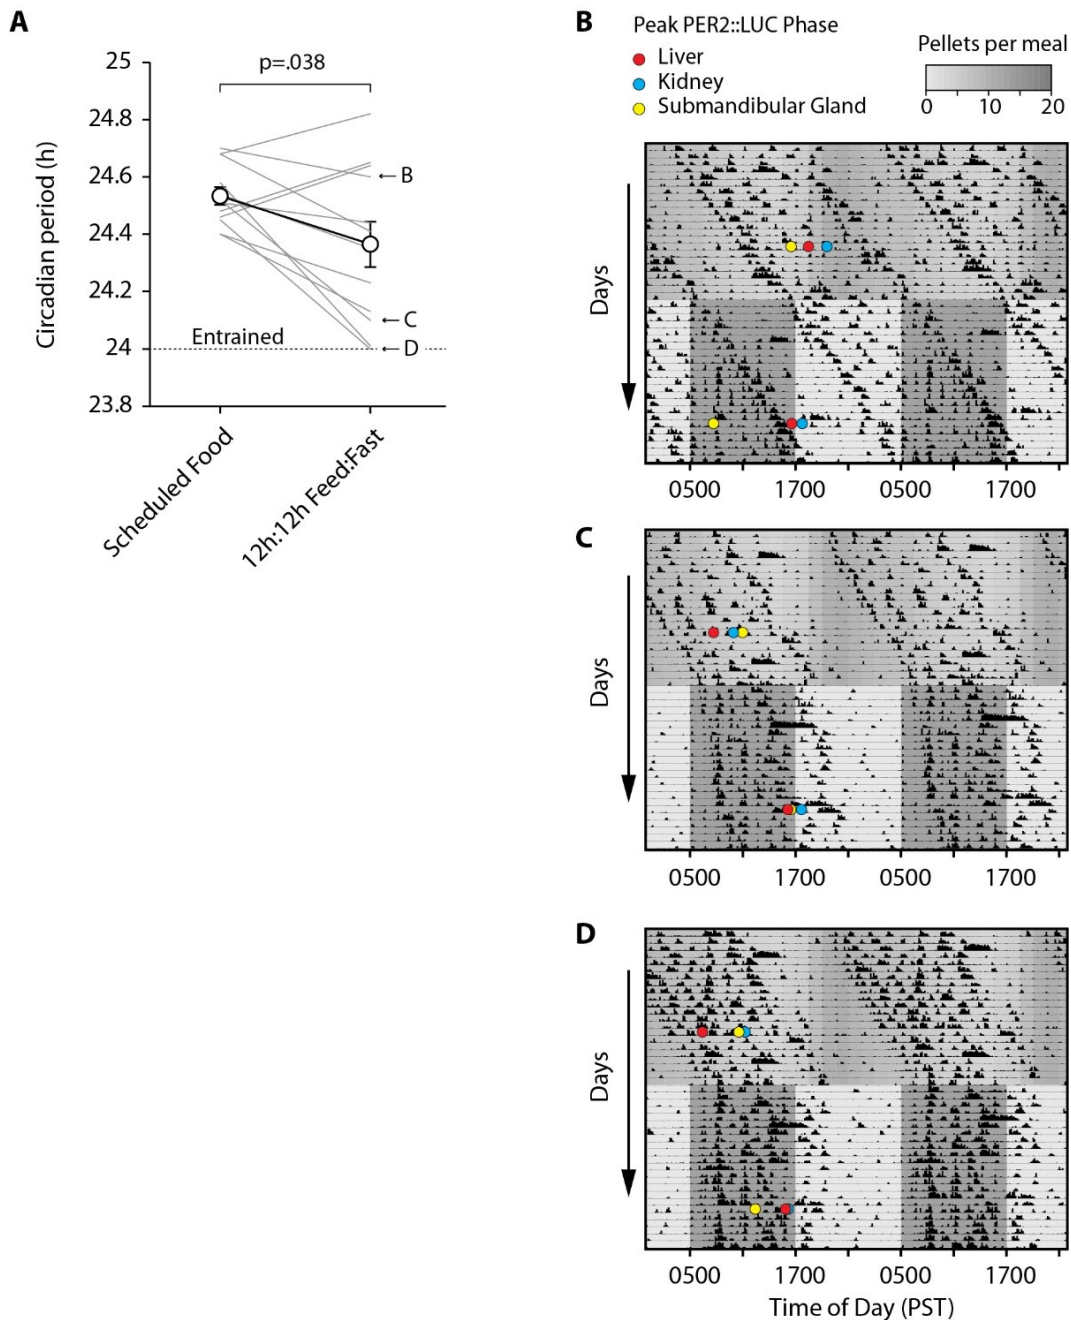 A
p=.038
25
24.8
24.6
24.4
24.2
24
23.8
Circadian period (h)
B
C
D
Entrained
Scheduled Food
12h:12h Feed:Fast
B
Peak PER2::LUC Phase
Liver
Kidney
Submandibular Gland
Pellets per meal
0 10 20
Days
0500 1700 0500 1700
C
Days
0500 1700 0500 1700
D
Days
0500 1700 0500 1700
Time of Day (PST)